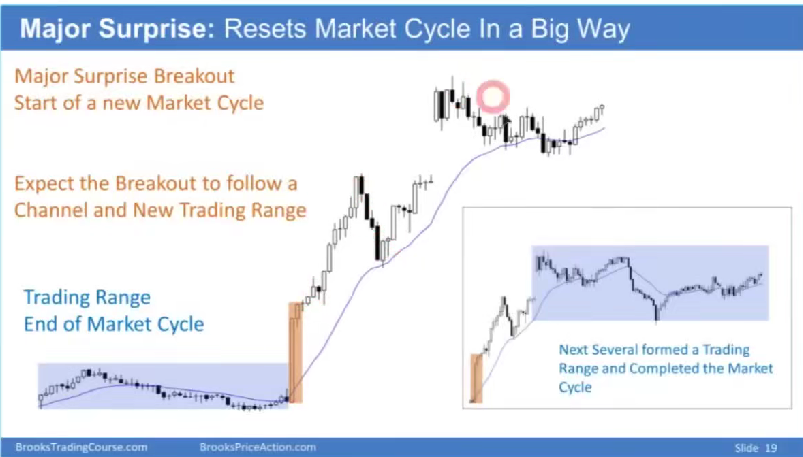 Major Surprise: Resets Market Cycle In a Big Way
Major Surprise Breakout
Start of a new Market Cycle
Expect the Breakout to follow a
Channel and New Trading Range
Trading Range
End of Market Cycle
Next Several formed a Trading
Range and Completed the Market
Cycle
BrooksTradingCourse.com
BrooksPriceAction.com
Slide 19